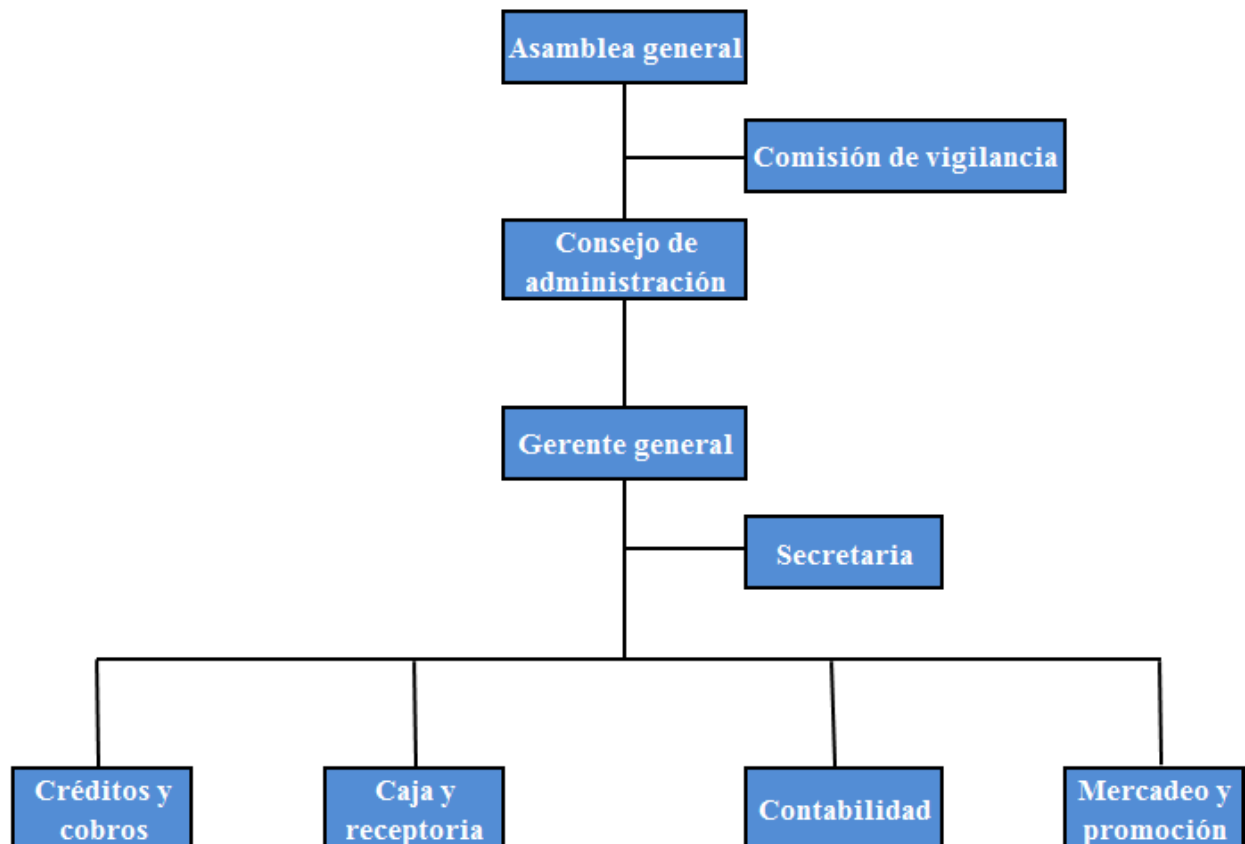 Asamblea general
Comisión de vigilancia
Consejo de
administración
Gerente general
Secretaria
Créditos y
cobros
Caja y
receptoria
Contabilidad
Mercadeo y
promoción